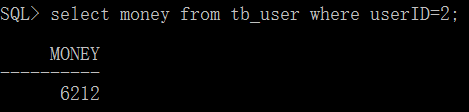 SQL> select money from tb_user where userID=2;
MONEY
----------
6212